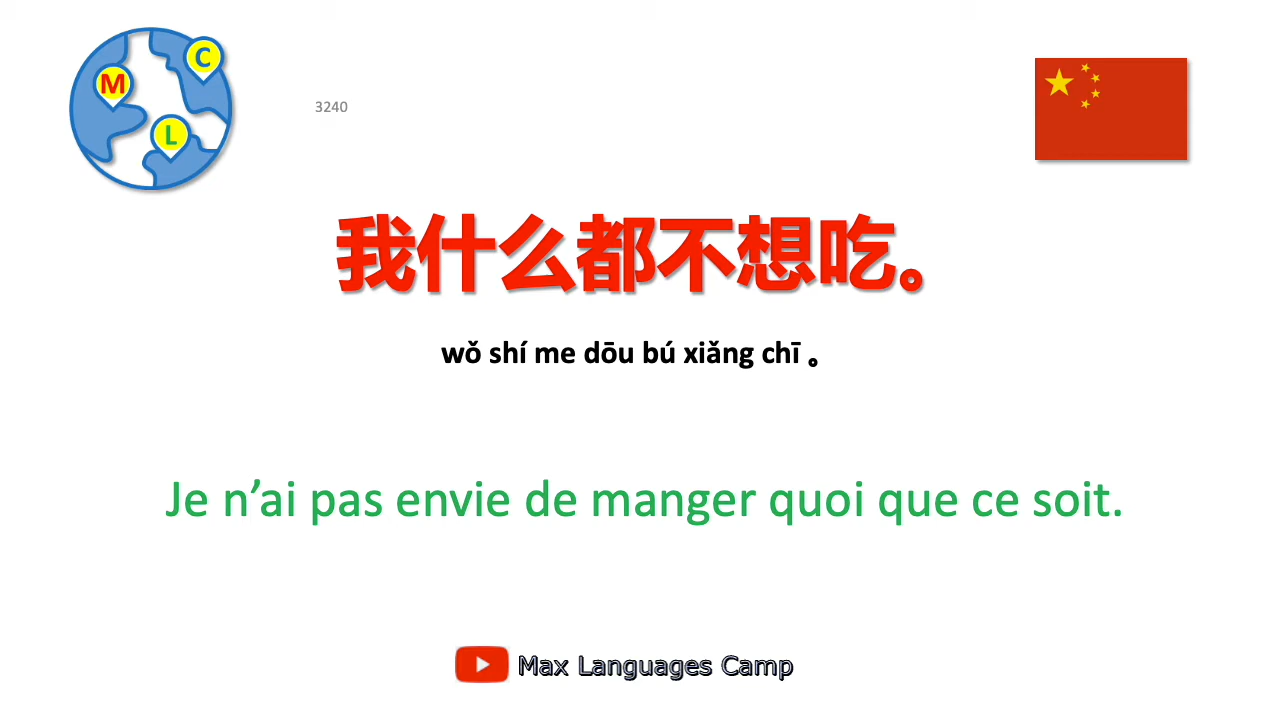 M
C
L
3240
我什么都不想吃。
wǒ shí me dōu bú xiǎng chī 。
Je n’ai pas envie de manger quoi que ce soit.
Max Languages Camp